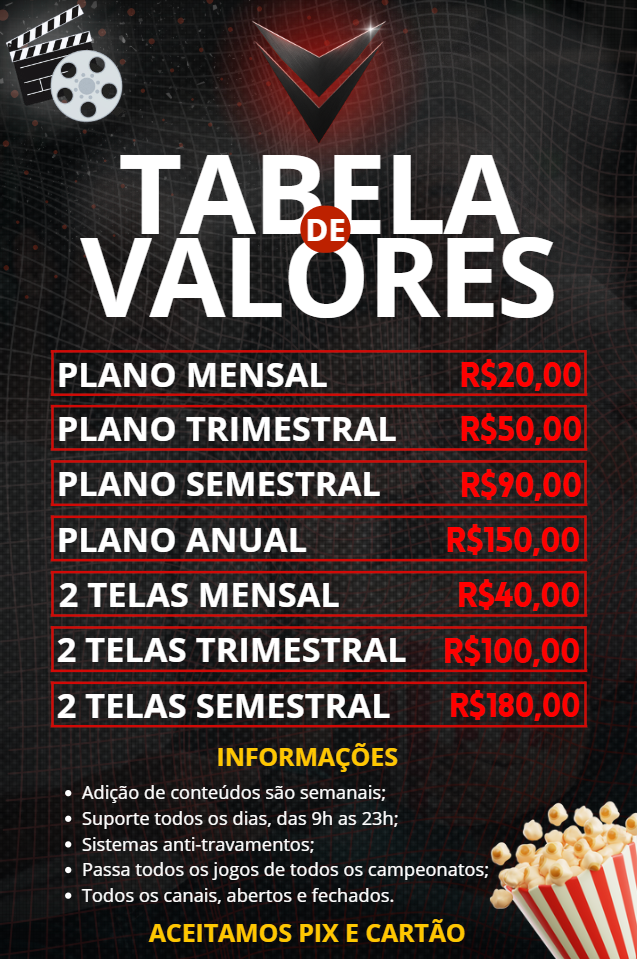 TABELA
DE
VALORES
PLANO MENSAL R$20,00
PLANO TRIMESTRAL R$50,00
PLANO SEMESTRAL R$90,00
PLANO ANUAL R$150,00
2 TELAS MENSAL R$40,00
2 TELAS TRIMESTRAL R$100,00
2 TELAS SEMESTRAL R$180,00
INFORMAÇÕES
• Adição de conteúdos são semanais;
• Suporte todos os dias, das 9h as 23h;
• Sistemas anti-travamentos;
• Passa todos os jogos de todos os campeonatos;
• Todos os canais, abertos e fechados.
ACEITAMOS PIX E CARTÃO